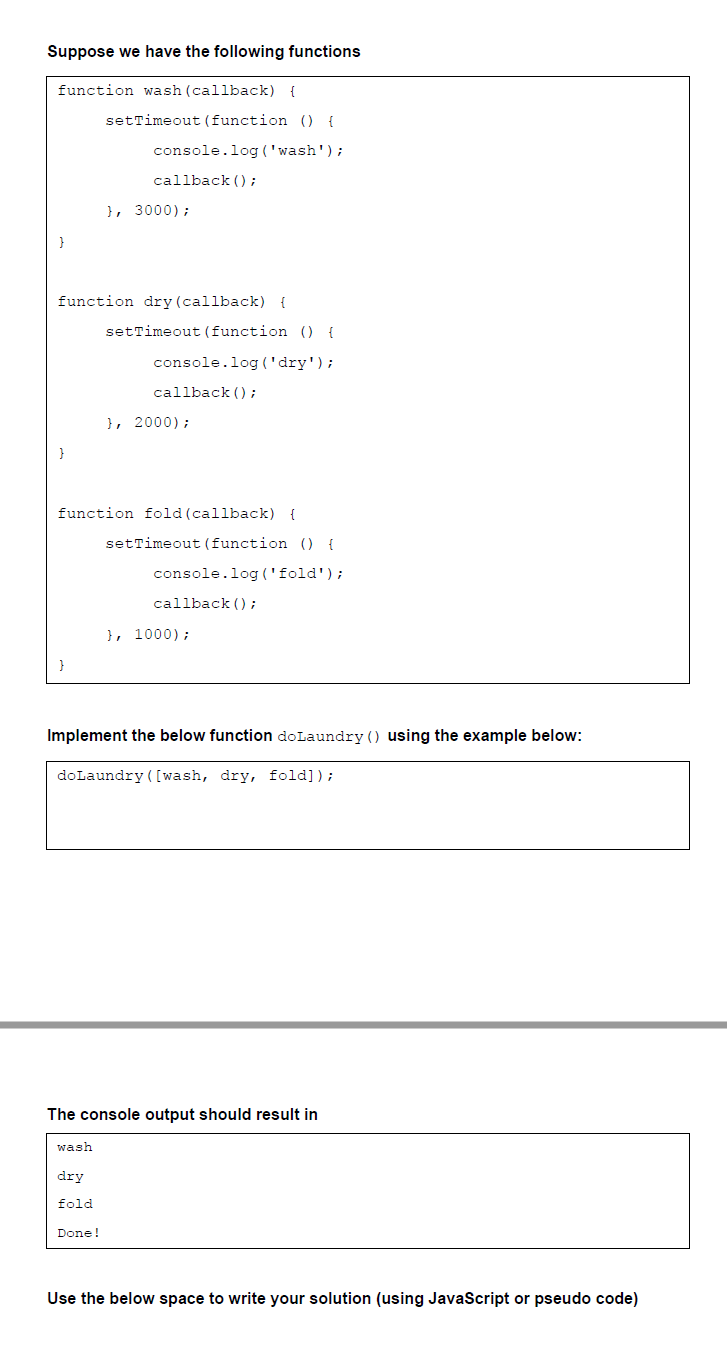 Suppose we have the following functions
function wash(callback) {
setTimeout(function () {
console.log('wash');
callback();
}, 3000);
}
function dry(callback) {
setTimeout(function () {
console.log('dry');
callback();
}, 2000);
}
function fold(callback) {
setTimeout(function () {
console.log('fold');
callback();
}, 1000);
}
Implement the below function doLaundry() using the example below:
doLaundry([wash, dry, fold]);
The console output should result in
wash
dry
fold
Done!
Use the below space to write your solution (using JavaScript or pseudo code)